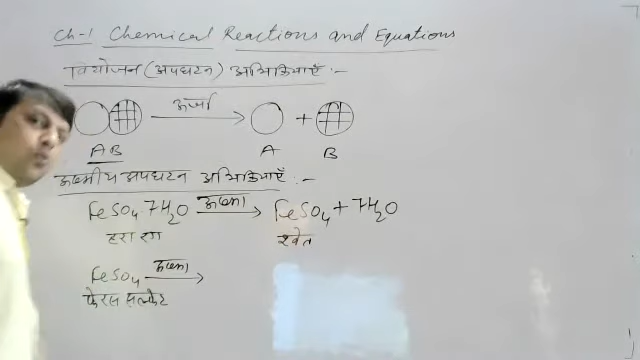 Ch-1 Chemical Reactions and Equations
वियोजन (अपघटन) अभिक्रियाएँ :-
ऊर्जा
+
AB A B
ऊष्मीय अपघटन अभिक्रियाएँ :-
FeSO4 7H2O ऊष्मा → FeSO4 + 7H2O
हरा रंग श्वेत
FeSO4 ऊष्मा →
फेरस सल्फेट